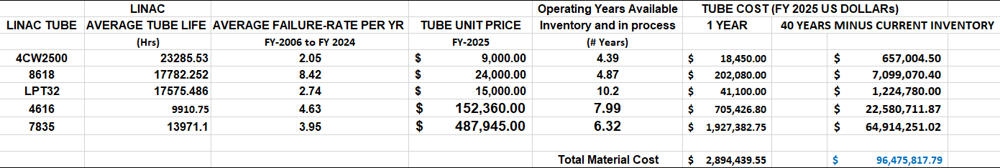 LINAC Operating Years Available TUBE COST (FY 2025 US DOLLARs)
LINAC TUBE AVERAGE TUBE LIFE AVERAGE FAILURE-RATE PER YR TUBE UNIT PRICE Inventory and in process 1 YEAR 40 YEARS MINUS CURRENT INVENTORY
(Hrs) FY-2006 to FY 2024 FY-2025 (# Years)
4CW2500 23285.53 2.05 $ 9,000.00 4.39 $ 18,450.00 $ 657,004.50
8618 17782.252 8.42 $ 24,000.00 4.87 $ 202,080.00 $ 7,099,070.40
LPT32 17575.486 2.74 $ 15,000.00 10.2 $ 41,100.00 $ 1,224,780.00
4616 9910.75 4.63 $ 152,360.00 7.99 $ 705,426.80 $ 22,580,711.87
7835 13971.1 3.95 $ 487,945.00 6.32 $ 1,927,382.75 $ 64,914,251.02
Total Material Cost $ 2,894,439.55 $ 96,475,817.79